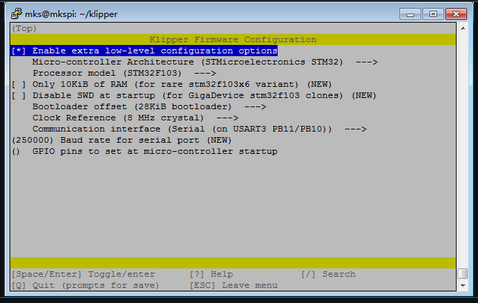 mks@mkspi: ~/klipper
(Top)
Klipper Firmware Configuration
[*] Enable extra low-level configuration options
Micro-controller Architecture (STMicroelectronics STM32) --->
Processor model (STM32F103) --->
[ ] Only 10KiB of RAM (for rare stm32f103x6 variant) (NEW)
[ ] Disable SWD at startup (for GigaDevice stm32f103 clones) (NEW)
Bootloader offset (28KiB bootloader) --->
Clock Reference (8 MHz crystal) --->
Communication interface (Serial (on USART3 PB11/PB10)) --->
(250000) Baud rate for serial port (NEW)
() GPIO pins to set at micro-controller startup
[Space/Enter] Toggle/enter [?] Help [/] Search
[Q] Quit (prompts for save) [ESC] Leave menu